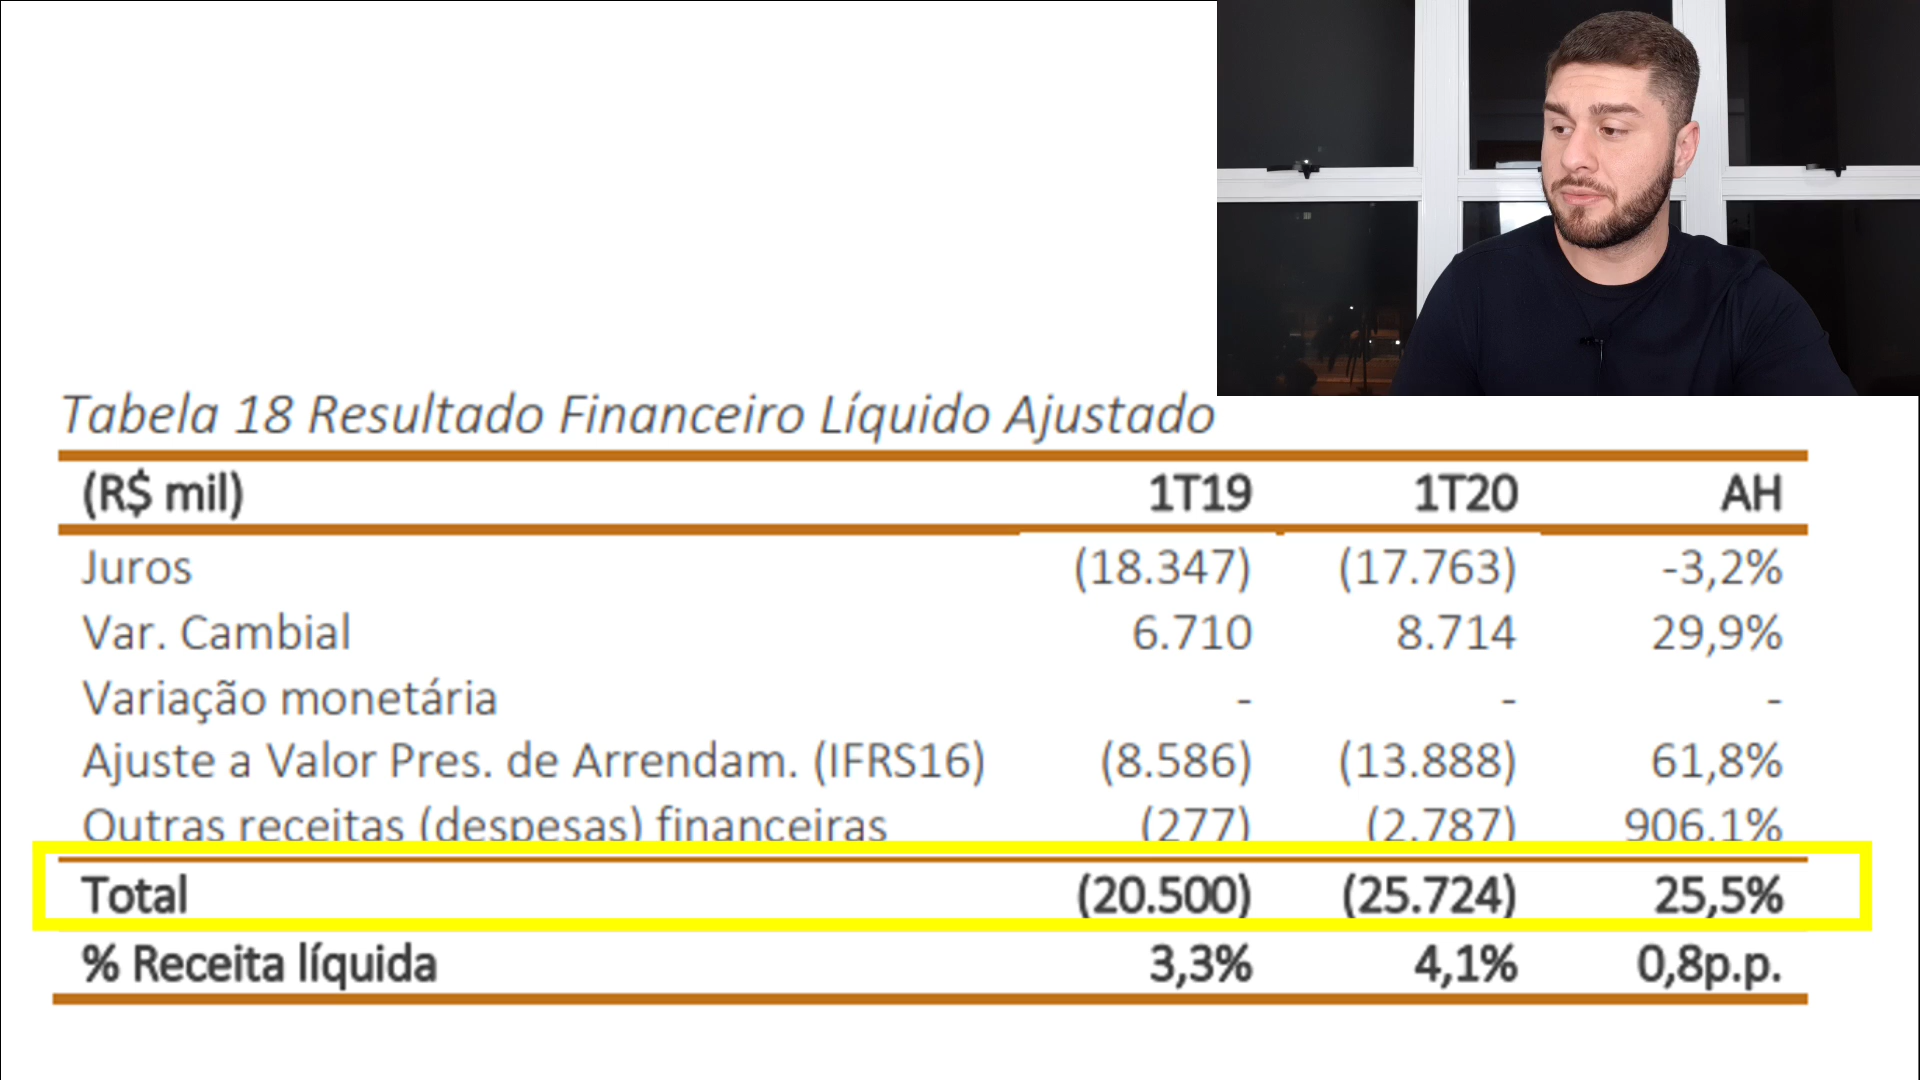 Tabela 18 Resultado Financeiro Líquido Ajustado
(R$ mil) 1T19 1T20 AH
Juros (18.347) (17.763) -3,2%
Var. Cambial 6.710 8.714 29,9%
Variação monetária - - -
Ajuste a Valor Pres. de Arrendam. (IFRS16) (8.586) (13.888) 61,8%
Outras receitas (despesas) financeiras (277) (2.787) 906,1%
Total (20.500) (25.724) 25,5%
% Receita líquida 3,3% 4,1% 0,8p.p.